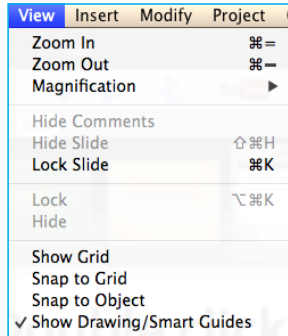 View Insert Modify Project
Zoom In ⌘=
Zoom Out ⌘−
Magnification ▶
Hide Comments
Hide Slide ⇧⌘H
Lock Slide ⌘K
Lock ⌥⌘K
Hide
Show Grid
Snap to Grid
Snap to Object
✓ Show Drawing/Smart Guides